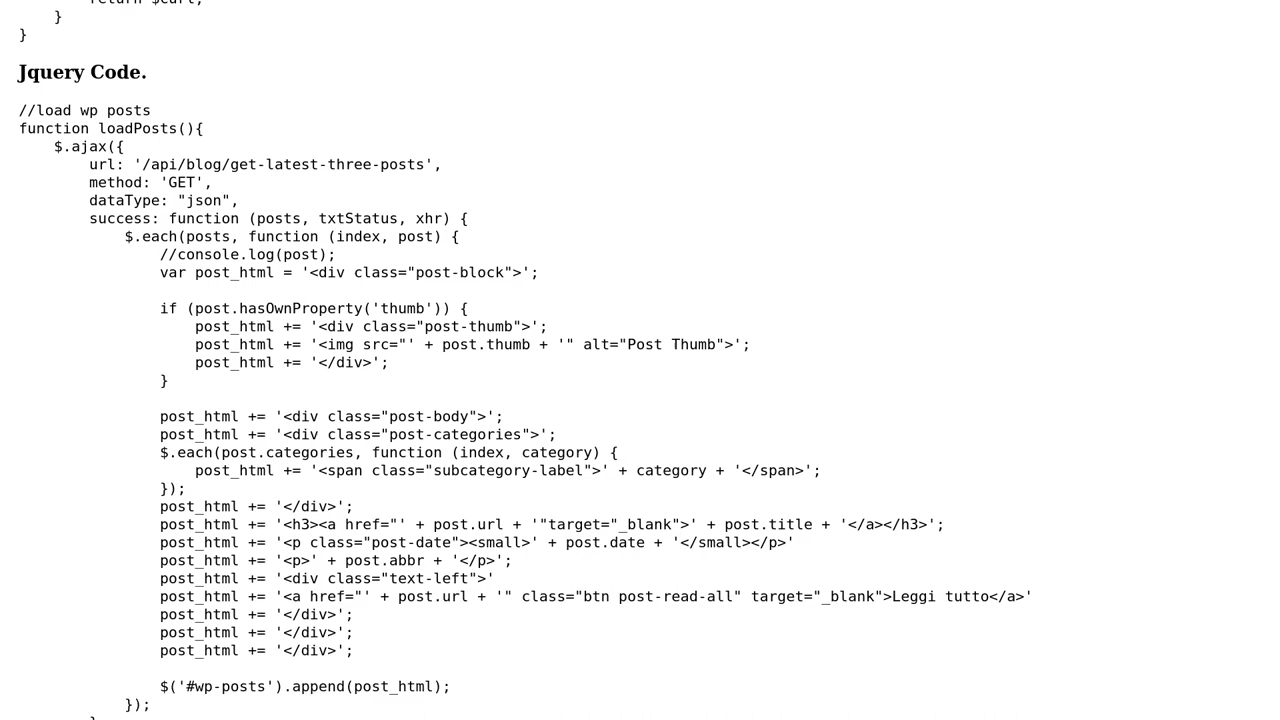 return $curl;
    }
}
Jquery Code.
//load wp posts
function loadPosts(){
    $.ajax({
        url: '/api/blog/get-latest-three-posts',
        method: 'GET',
        dataType: "json",
        success: function (posts, txtStatus, xhr) {
            $.each(posts, function (index, post) {
                //console.log(post);
                var post_html = '<div class="post-block">';

                if (post.hasOwnProperty('thumb')) {
                    post_html += '<div class="post-thumb">';
                    post_html += '<img src="' + post.thumb + '" alt="Post Thumb">';
                    post_html += '</div>';
                }

                post_html += '<div class="post-body">';
                post_html += '<div class="post-categories">';
                $.each(post.categories, function (index, category) {
                    post_html += '<span class="subcategory-label">' + category + '</span>';
                });
                post_html += '</div>';
                post_html += '<h3><a href="' + post.url + '"target="_blank">' + post.title + '</a></h3>';
                post_html += '<p class="post-date"><small>' + post.date + '</small></p>'
                post_html += '<p>' + post.abbr + '</p>';
                post_html += '<div class="text-left">'
                post_html += '<a href="' + post.url + '" class="btn post-read-all" target="_blank">Leggi tutto</a>'
                post_html += '</div>';
                post_html += '</div>';
                post_html += '</div>';

                $('#wp-posts').append(post_html);
            });